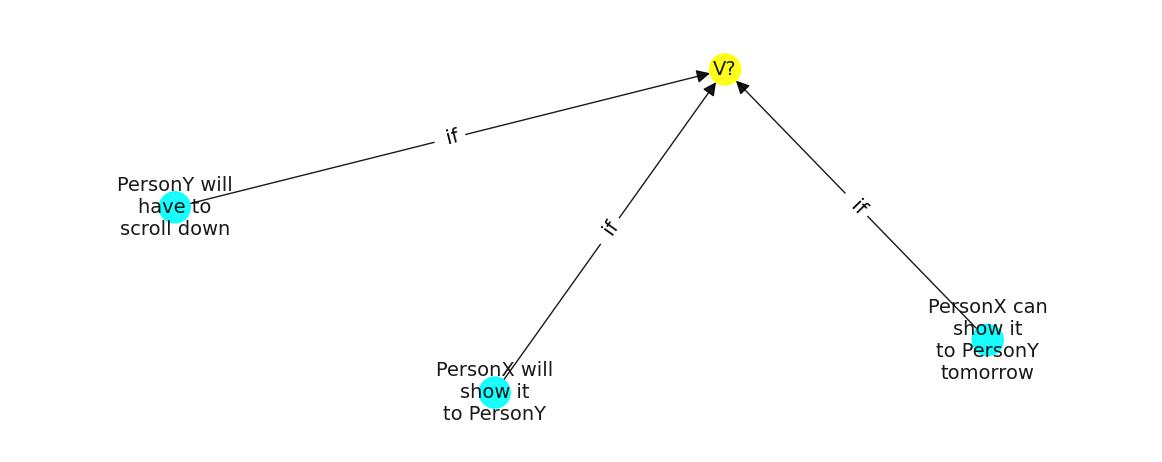 V?
if
PersonY will
have to
scroll down
if
if
PersonX can
show it
to PersonY
tomorrow
PersonX will
show it
to PersonY